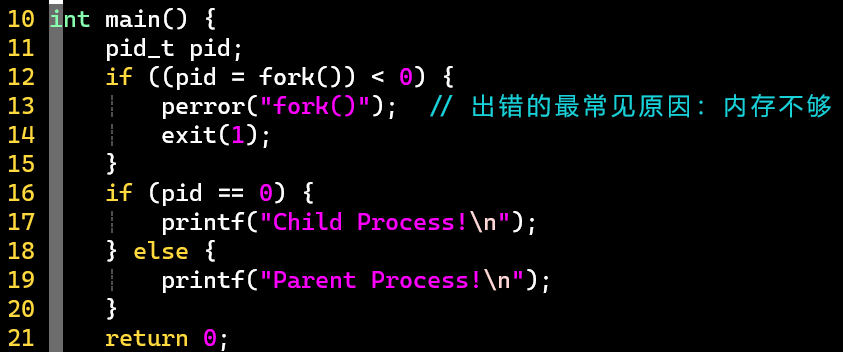 10 int main() {
11     pid_t pid;
12     if ((pid = fork()) < 0) {
13         perror("fork()");  // 出错的最常见原因: 内存不够
14         exit(1);
15     }
16     if (pid == 0) {
17         printf("Child Process!\n");
18     } else {
19         printf("Parent Process!\n");
20     }
21     return 0;